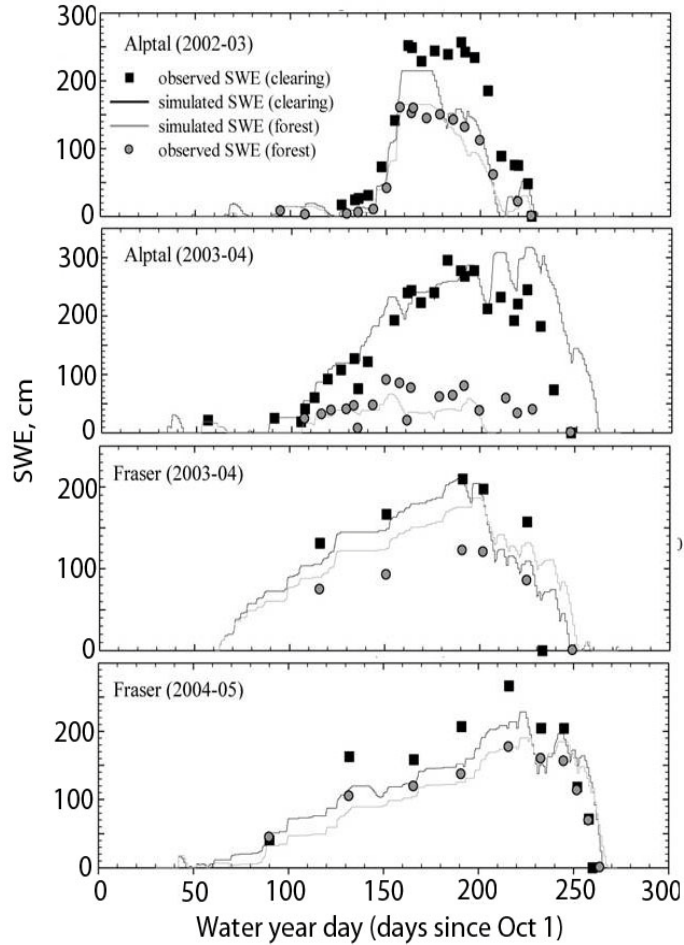 300
Alptal (2002-03)
observed SWE (clearing)
simulated SWE (clearing)
simulated SWE (forest)
observed SWE (forest)
200
100
0
Alptal (2003-04)
300
200
100
0
SWE, cm
Fraser (2003-04)
200
100
0
Fraser (2004-05)
200
100
0
0 50 100 150 200 250 300
Water year day (days since Oct 1)